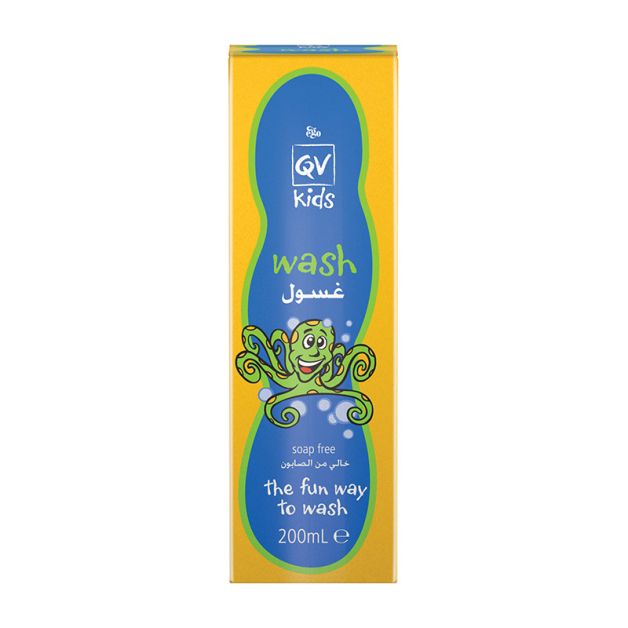 ego
QV
kids
wash
غسول
soap free
خالي من الصابون
the fun way
to wash
200mL ℮